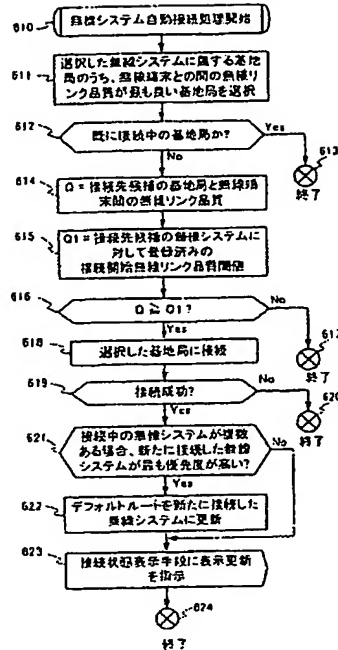 610
無線システム自動接続処理開始
611
選択した無線システムに属する基地
局のうち、無線端末との間の無線リ
ンク品質が最も良い基地局を選択
612
既に接続中の基地局か?
Yes
No
613
終了
614
Q = 接続先候補の基地局と無線端
末間の無線リンク品質
615
Q1 = 接続先候補の無線システムに
対して登録済みの
接続開始無線リンク品質閾値
616
Q ≧ Q1?
No
Yes
617
終了
618
選択した基地局に接続
619
接続成功?
No
Yes
620
終了
621
接続中の無線システムが複数
ある場合、新たに接続した無線
システムが最も優先度が高い?
No
Yes
622
デフォルトルートを新たに接続した
無線システムに更新
623
接続状態表示手段に表示更新
を指示
624
終了